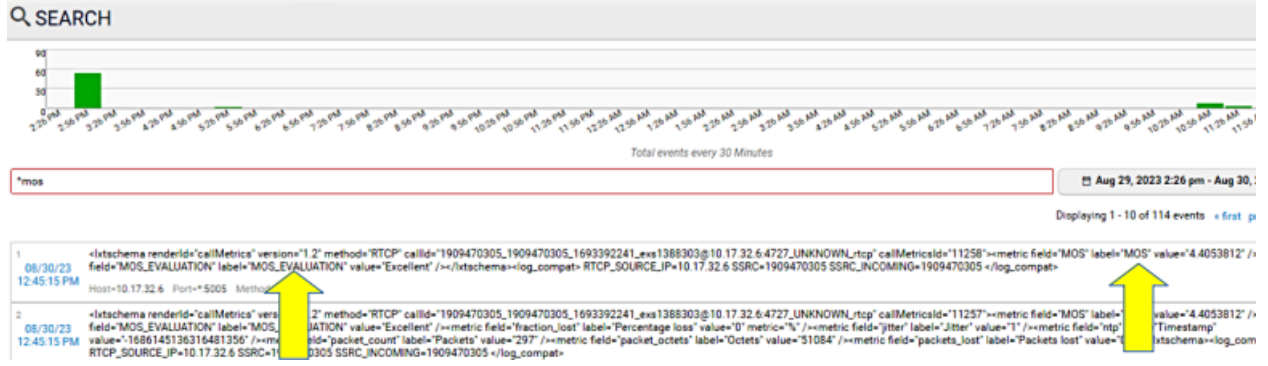 SEARCH
90
60
30
0
2:26 PM 2:56 PM 3:26 PM 3:56 PM 4:26 PM 4:56 PM 5:26 PM 5:56 PM 6:26 PM 6:56 PM 7:26 PM 7:56 PM 8:26 PM 8:56 PM 9:26 PM 9:56 PM 10:26 PM 10:56 PM 11:26 PM 11:56 PM 12:26 AM 12:56 AM 1:26 AM 1:56 AM 2:26 AM 2:56 AM 3:26 AM 3:56 AM 4:26 AM 4:56 AM 5:26 AM 5:56 AM 6:26 AM 6:56 AM 7:26 AM 7:56 AM 8:26 AM 8:56 AM 9:26 AM 9:56 AM 10:26 AM 10:56 AM 11:26 AM 11:56 
Total events every 30 Minutes
*mos
Aug 29, 2023 2:26 pm - Aug 30,
Displaying 1 - 10 of 114 events « first
1
08/30/23
12:45:15 PM
<lxtschema renderId="callMetrics" version="1.2" method="RTCP" callId="1909470305_1909470305_1693392241_exs1388303@10.17.32.6:4727_UNKNOWN_rtcp" callMetricsId="11258"><metric field="MOS" label="MOS" value="4.4053812" />
field="MOS_EVALUATION" label="MOS_EVALUATION" value="Excellent" /></lxtschema><log_compat> RTCP_SOURCE_IP=10.17.32.6 SSRC=1909470305 SSRC_INCOMING=1909470305 </log_compat>
Host=10.17.32.6 Port=*:5005 Method
2
08/30/23
12:45:15 PM
<lxtschema renderId="callMetrics" 2" method="RTCP" callId="1909470305_1909470305_1693392241_exs1388303@10.17.32.6:4727_UNKNOWN_rtcp" callMetricsId="11257"><metric field="MOS" label= value="4.4053812" />
field="MOS_EVALUATION" label="MOS_ value="Excellent" /><metric field="fraction_lost" label="Percentage loss" value="0" metric="%" /><metric field="jitter" label="Jitter" value="1" /><metric field="ntp" Timestamp"
value="-1686145136316481356" /> label="Packets" value="297" /><metric field="packet_octets" label="Octets" value="51084" /><metric field="packets_lost" label="Packets lost"
RTCP_SOURCE_IP=10.17.32.6 SSRC_INCOMING=1909470305 </log_compat>